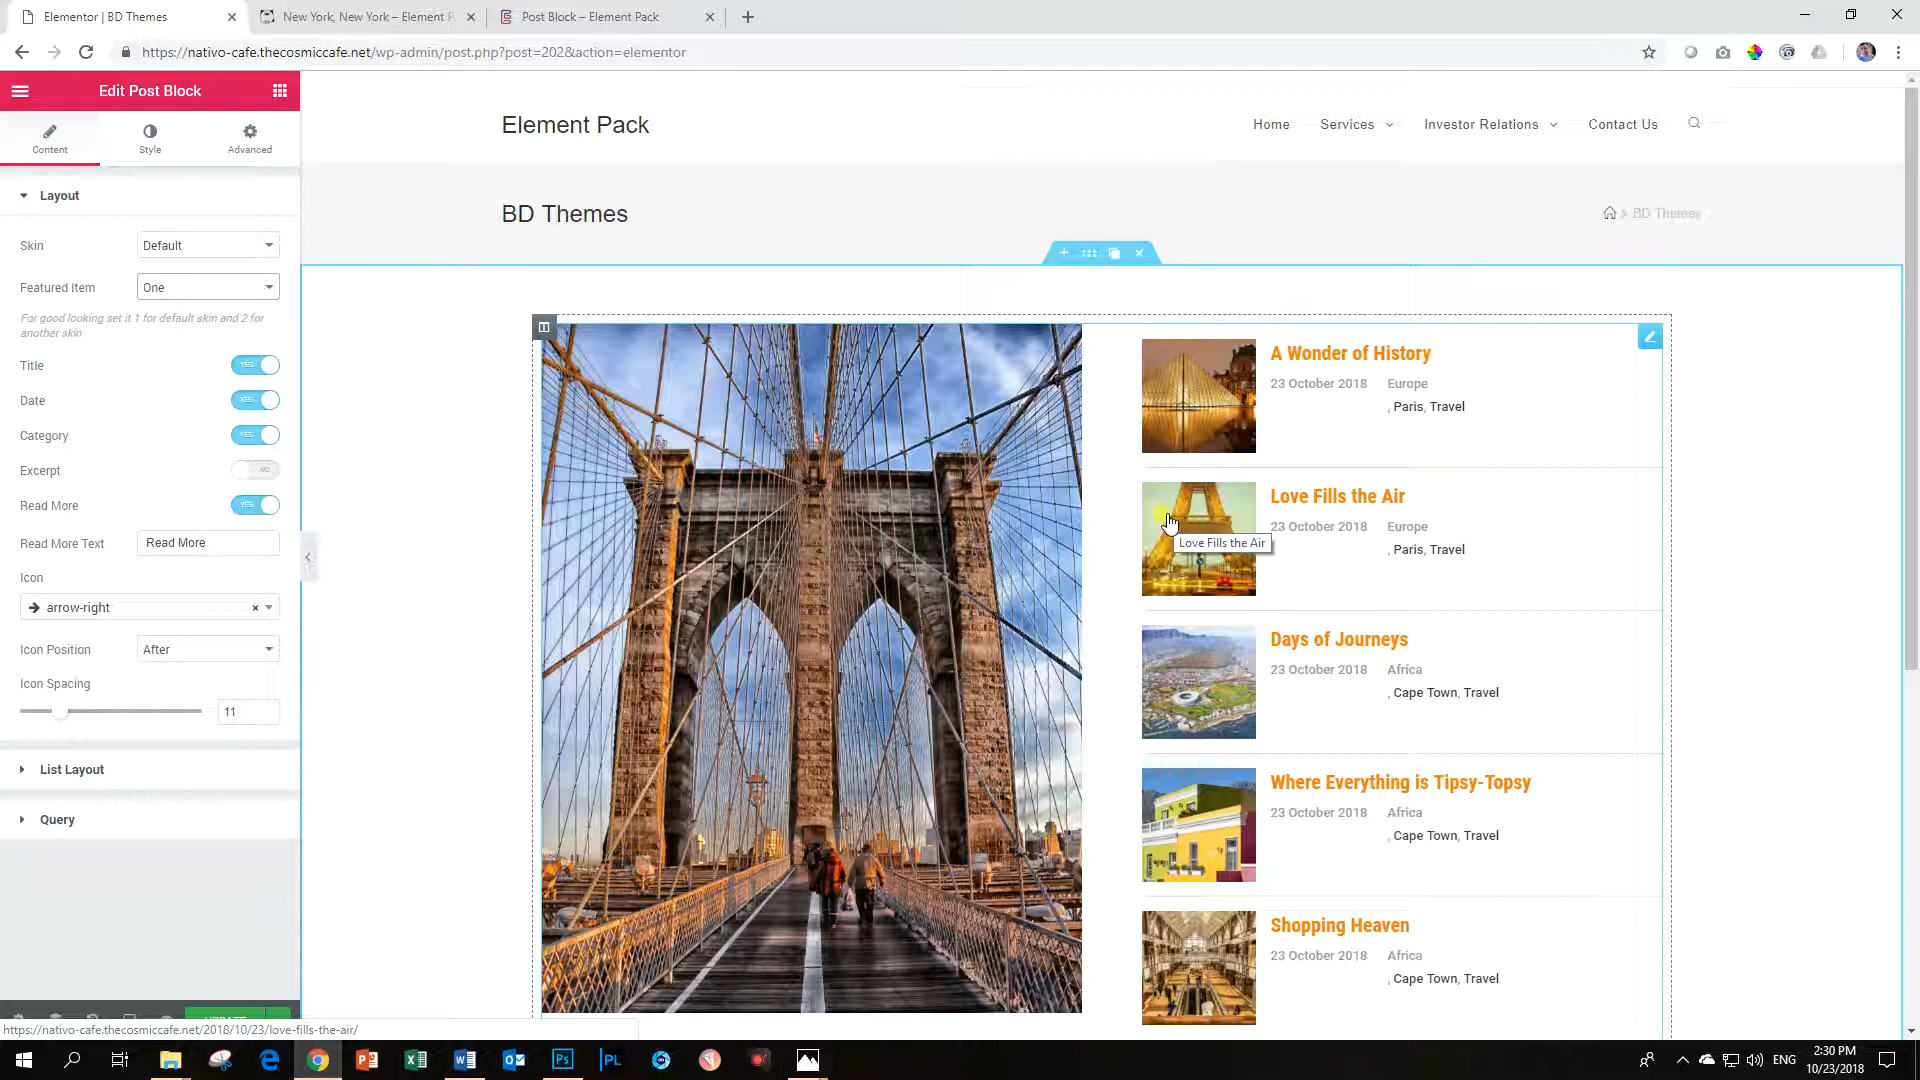 Elementor | BD Themes
New York, New York – Element P
Post Block – Element Pack
https://nativo-cafe.thecosmiccafe.net/wp-admin/post.php?post=202&action=elementor
Edit Post Block
Content
Style
Advanced
Layout
Skin
Default
Featured Item
One
For good looking set it 1 for default skin and 2 for
another skin
Title
YES
Date
YES
Category
YES
Excerpt
NO
Read More
YES
Read More Text
Read More
Icon
arrow-right
Icon Position
After
Icon Spacing
11
List Layout
Query
UPDATE
Element Pack
Home
Services
Investor Relations
Contact Us
BD Themes
BD Themes
A Wonder of History
23 October 2018 Europe
, Paris, Travel
Love Fills the Air
23 October 2018 Europe
Love Fills the Air
, Paris, Travel
Days of Journeys
23 October 2018 Africa
, Cape Town, Travel
Where Everything is Tipsy-Topsy
23 October 2018 Africa
, Cape Town, Travel
Shopping Heaven
23 October 2018 Africa
, Cape Town, Travel
https://nativo-cafe.thecosmiccafe.net/2018/10/23/love-fills-the-air/
Ps
PL
ENG
2:30 PM
10/23/2018